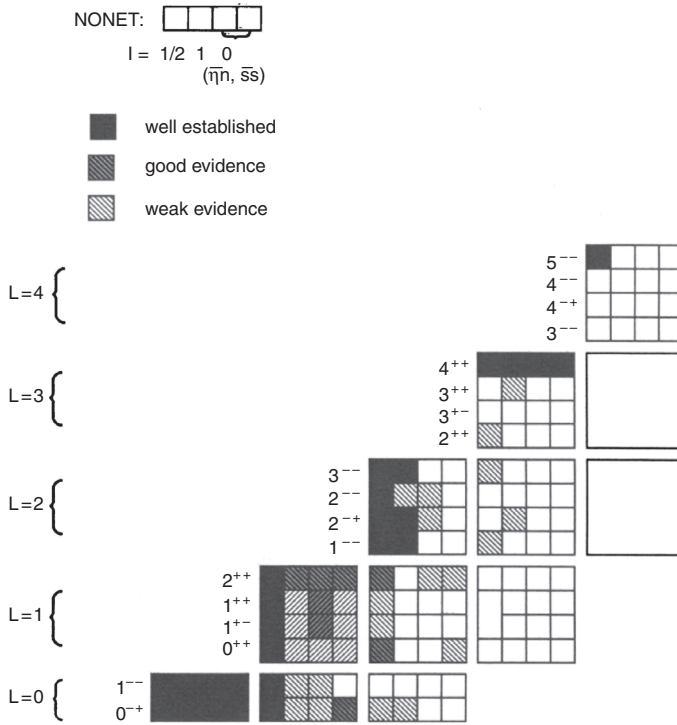 NONET:
I = 1/2 1 0
(η̄n, s̄s)
well established
good evidence
weak evidence
5⁻⁻
L=4 {
4⁻⁻
4⁻⁺
3⁻⁻
4⁺⁺
L=3 {
3⁺⁺
3⁺⁻
2⁺⁺
3⁻⁻
L=2 {
2⁻⁻
2⁻⁺
1⁻⁻
2⁺⁺
L=1 {
1⁺⁺
1⁺⁻
0⁺⁺
L=0 {
1⁻⁻
0⁻⁺